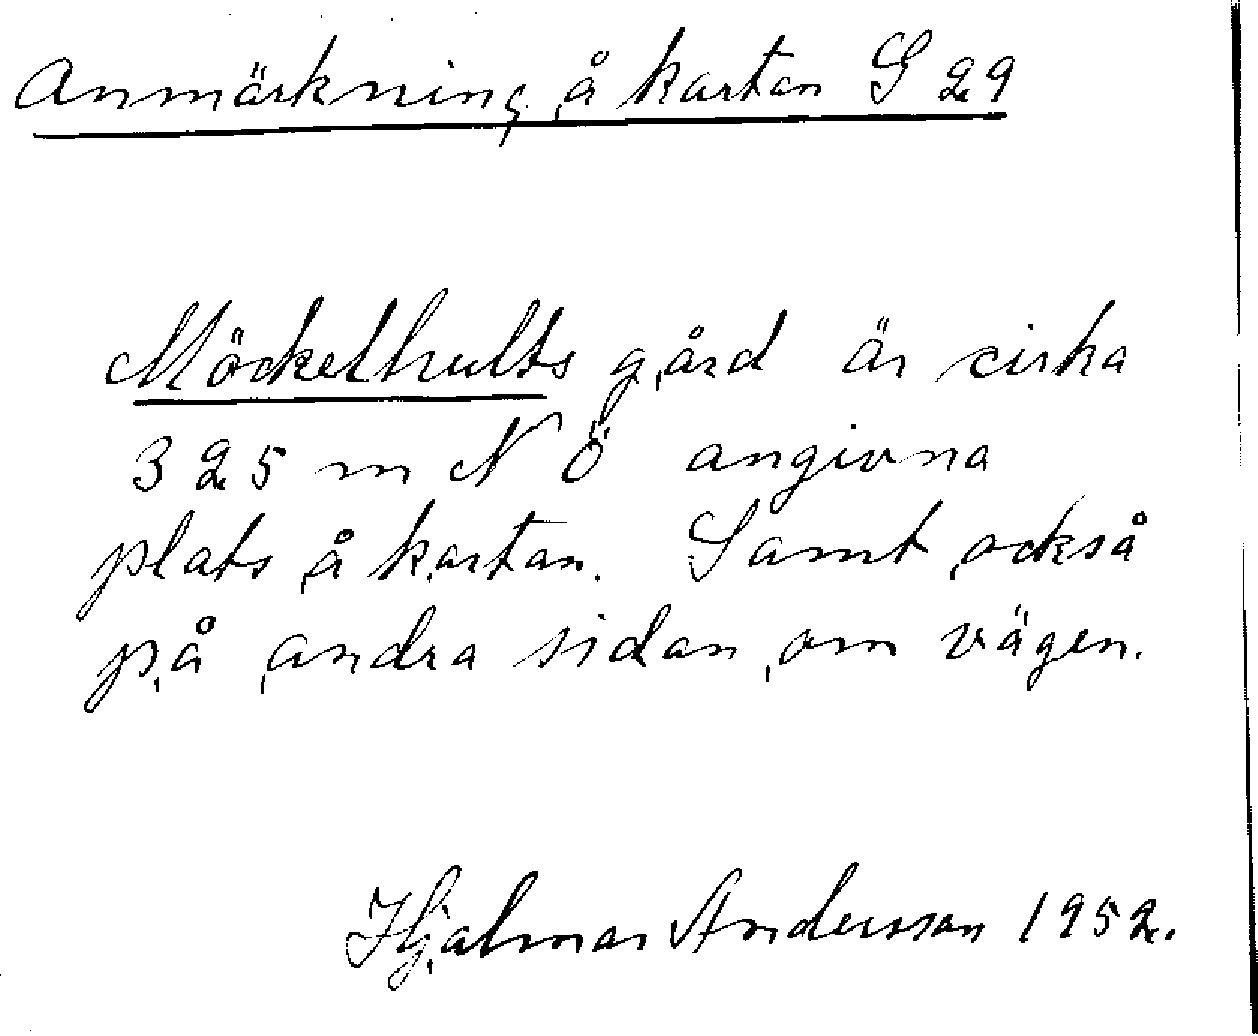 Anmärkning å kartan S 29
Möckelhults gård är cirka
325 m N Ö angivna
plats å kartan. Samt också
på andra sidan om vägen.
Hjalmar Andersson 1952.